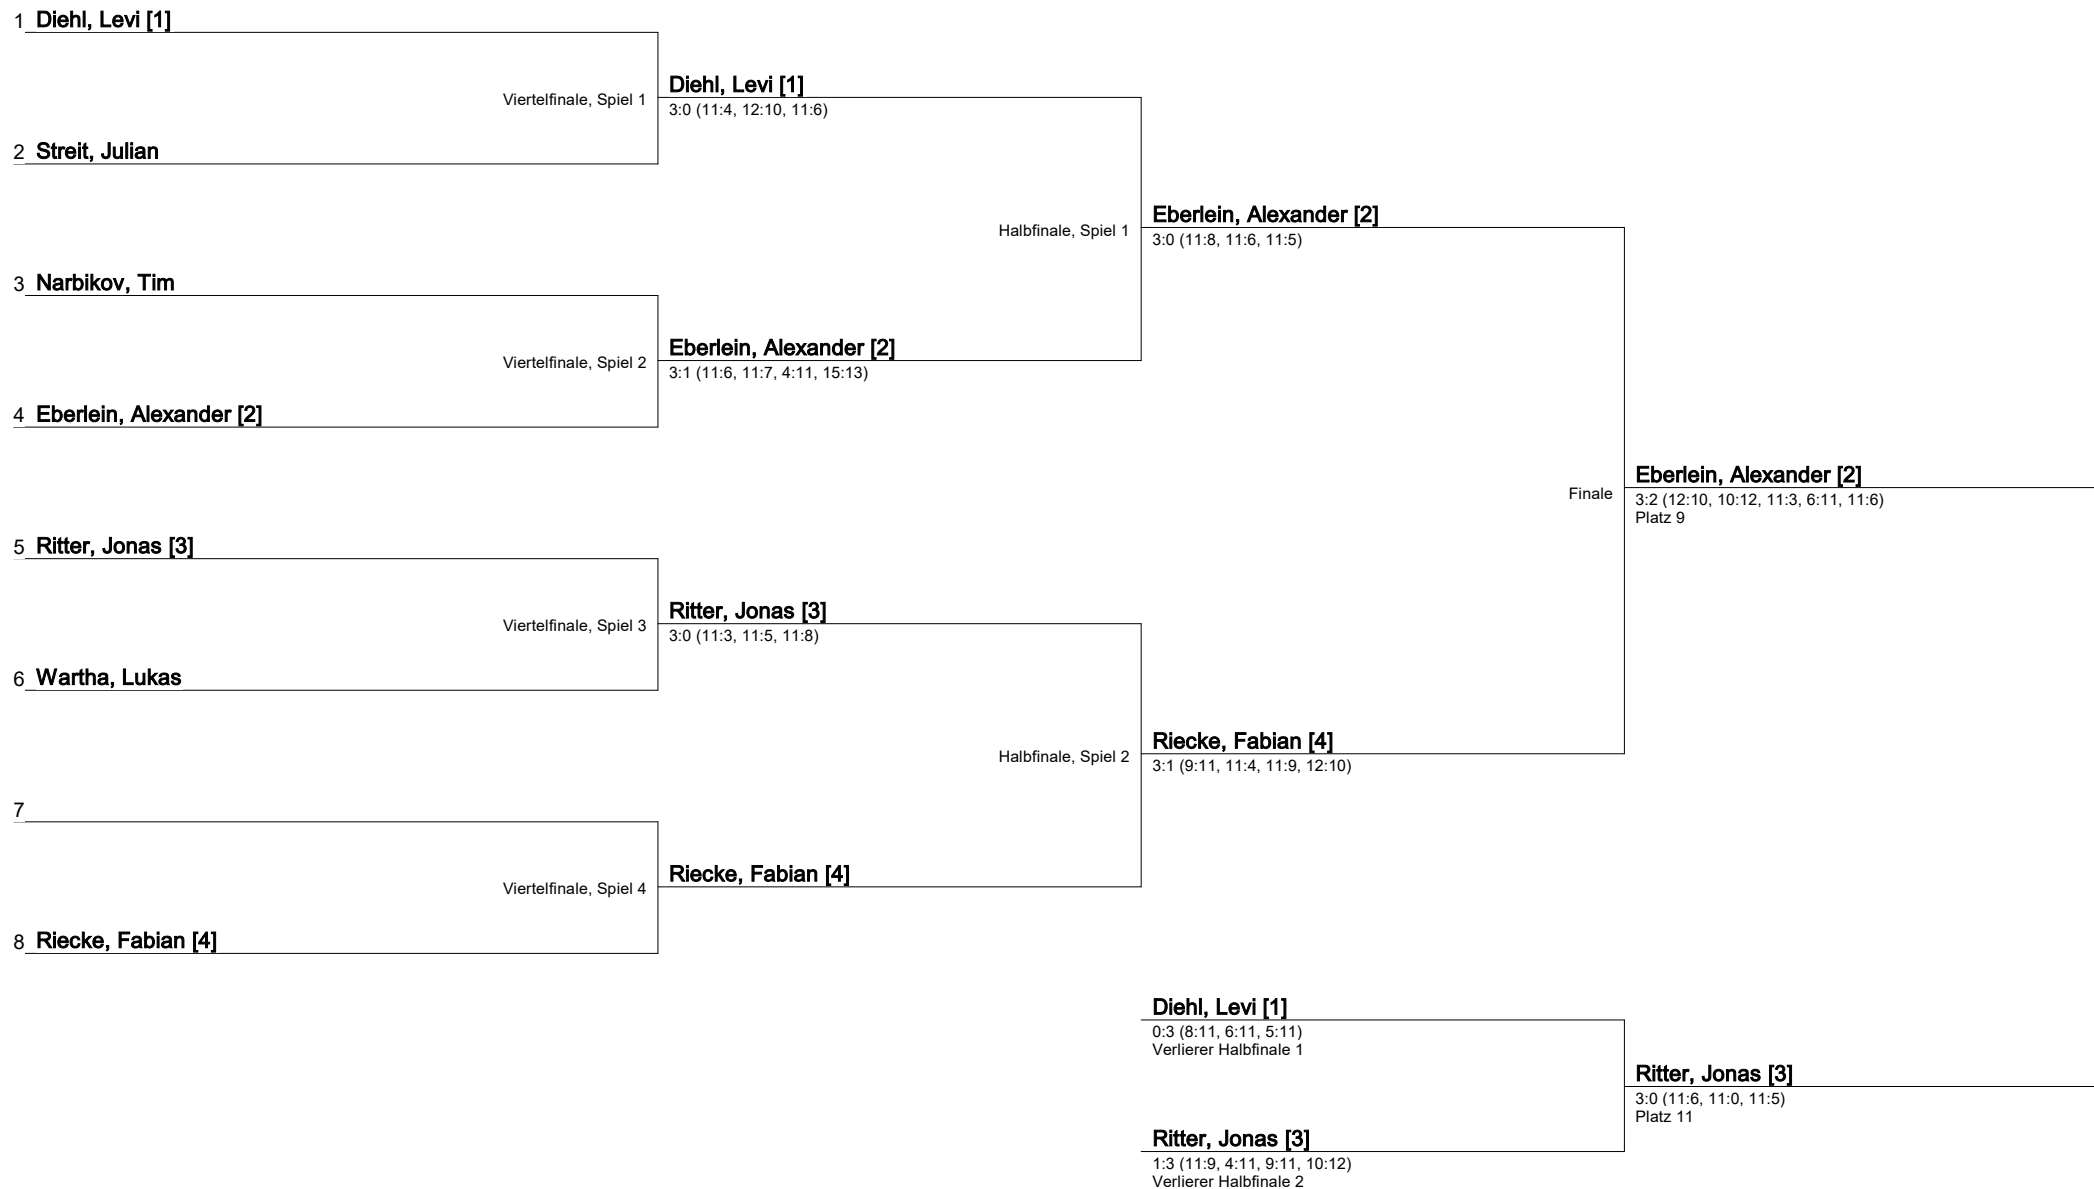 1 Diehl, Levi [1]
Viertelfinale, Spiel 1
Diehl, Levi [1]
3:0 (11:4, 12:10, 11:6)
2 Streit, Julian
Halbfinale, Spiel 1
Eberlein, Alexander [2]
3:0 (11:8, 11:6, 11:5)
3 Narbikov, Tim
Viertelfinale, Spiel 2
Eberlein, Alexander [2]
3:1 (11:6, 11:7, 4:11, 15:13)
4 Eberlein, Alexander [2]
Finale
Eberlein, Alexander [2]
3:2 (12:10, 10:12, 11:3, 6:11, 11:6)
Platz 9
5 Ritter, Jonas [3]
Viertelfinale, Spiel 3
Ritter, Jonas [3]
3:0 (11:3, 11:5, 11:8)
6 Wartha, Lukas
Halbfinale, Spiel 2
Riecke, Fabian [4]
3:1 (9:11, 11:4, 11:9, 12:10)
7
Viertelfinale, Spiel 4
Riecke, Fabian [4]
8 Riecke, Fabian [4]
Diehl, Levi [1]
0:3 (8:11, 6:11, 5:11)
Verlierer Halbfinale 1
Ritter, Jonas [3]
3:0 (11:6, 11:0, 11:5)
Platz 11
Ritter, Jonas [3]
1:3 (11:9, 4:11, 9:11, 10:12)
Verlierer Halbfinale 2